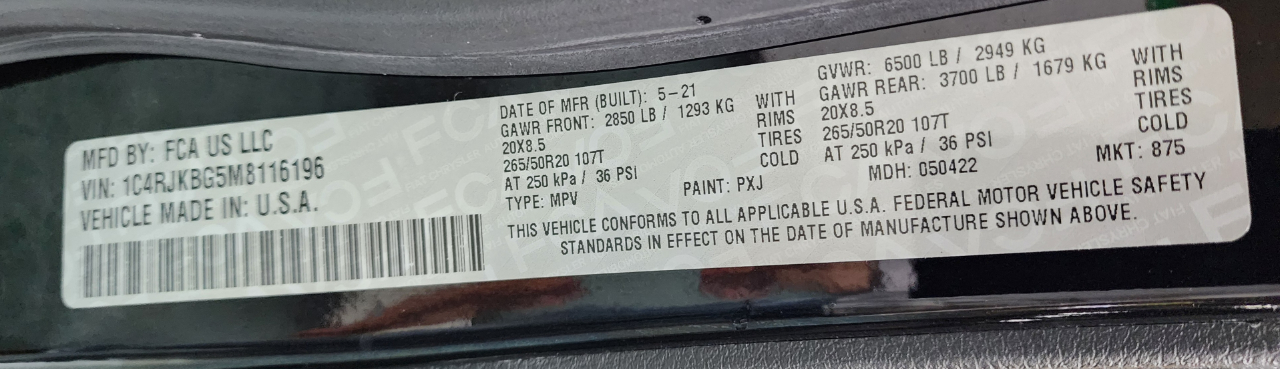 MFD BY: FCA US LLC
VIN: 1C4RJKBG5M8116196
VEHICLE MADE IN: U.S.A.
DATE OF MFR (BUILT): 5-21
GAWR FRONT: 2850 LB / 1293 KG WITH
20X8.5 RIMS
265/50R20 107T TIRES
AT 250 kPa / 36 PSI COLD
TYPE: MPV PAINT: PXJ
GVWR: 6500 LB / 2949 KG
GAWR REAR: 3700 LB / 1679 KG WITH
20X8.5 RIMS
265/50R20 107T TIRES
AT 250 kPa / 36 PSI COLD
MDH: 050422 MKT: 875
THIS VEHICLE CONFORMS TO ALL APPLICABLE U.S.A. FEDERAL MOTOR VEHICLE SAFETY
STANDARDS IN EFFECT ON THE DATE OF MANUFACTURE SHOWN ABOVE.